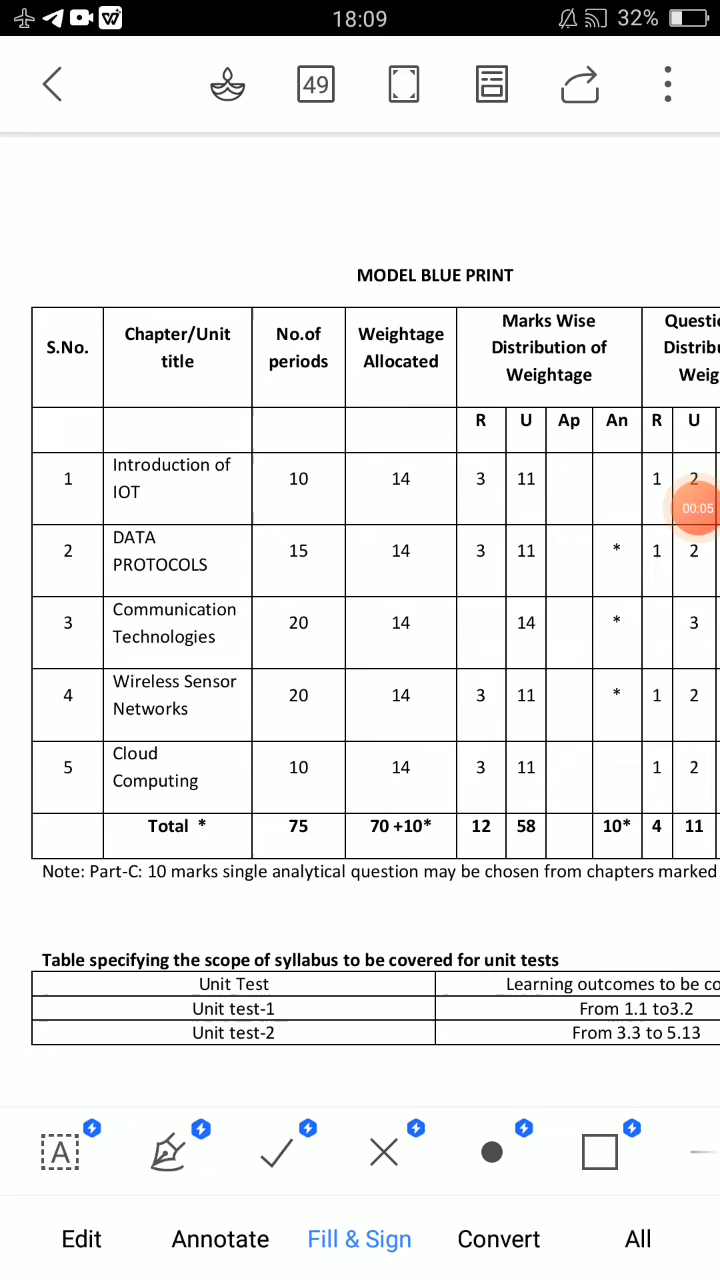 18:09 32%
49
MODEL BLUE PRINT
S.No. Chapter/Unit title No.of periods Weightage Allocated Marks Wise Distribution of Weightage
R U Ap An R U
1 Introduction of IOT 10 14 3 11 1 2
00:05
2 DATA PROTOCOLS 15 14 3 11 * 1 2
3 Communication Technologies 20 14 14 * 3
4 Wireless Sensor Networks 20 14 3 11 * 1 2
5 Cloud Computing 10 14 3 11 1 2
Total * 75 70 +10* 12 58 10* 4 11
Note: Part-C: 10 marks single analytical question may be chosen from chapters marked
Table specifying the scope of syllabus to be covered for unit tests
Unit Test Learning outcomes to be
Unit test-1 From 1.1 to3.2
Unit test-2 From 3.3 to 5.13
A
Edit Annotate Fill & Sign Convert All